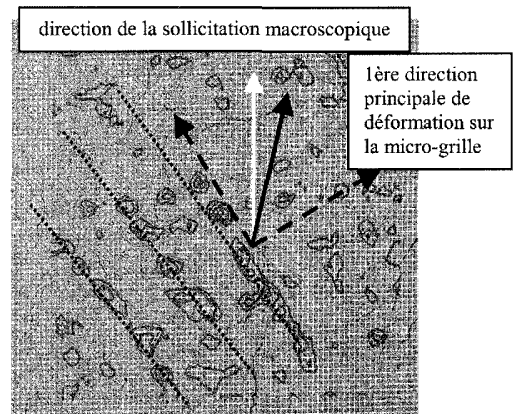 direction de la sollicitation macroscopique
1ère direction
principale de
déformation sur
la micro-grille